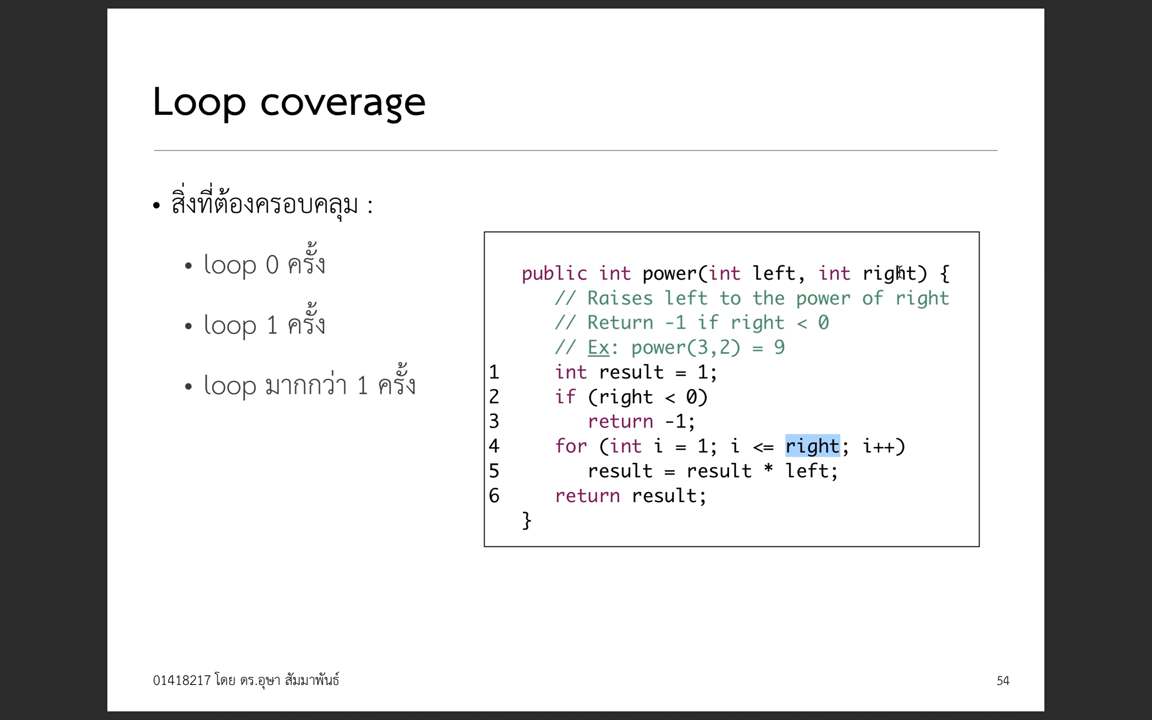 Loop coverage
• สิ่งที่ต้องครอบคลุม :
• loop 0 ครั้ง
• loop 1 ครั้ง
• loop มากกว่า 1 ครั้ง
public int power(int left, int right) {
// Raises left to the power of right
// Return -1 if right < 0
// Ex: power(3,2) = 9
1 int result = 1;
2 if (right < 0)
3 return -1;
4 for (int i = 1; i <= right; i++)
5 result = result * left;
6 return result;
}
01418217 โดย ดร.อุษา สัมมาพันธ์
54